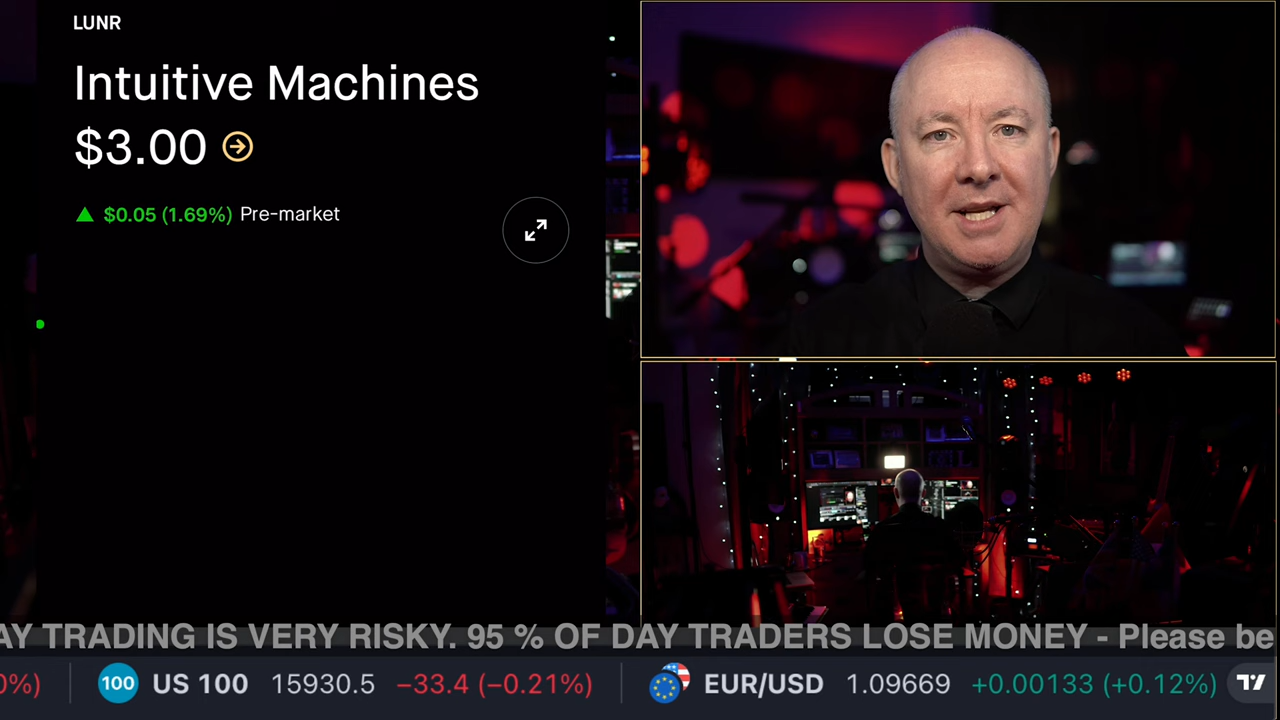 LUNR
Intuitive Machines
$3.00
$0.05 (1.69%) Pre-market
AY TRADING IS VERY RISKY. 95 % OF DAY TRADERS LOSE MONEY - Please be
0%)
100 US 100 15930.5 −33.4 (−0.21%)
EUR/USD 1.09669 +0.00133 (+0.12%)